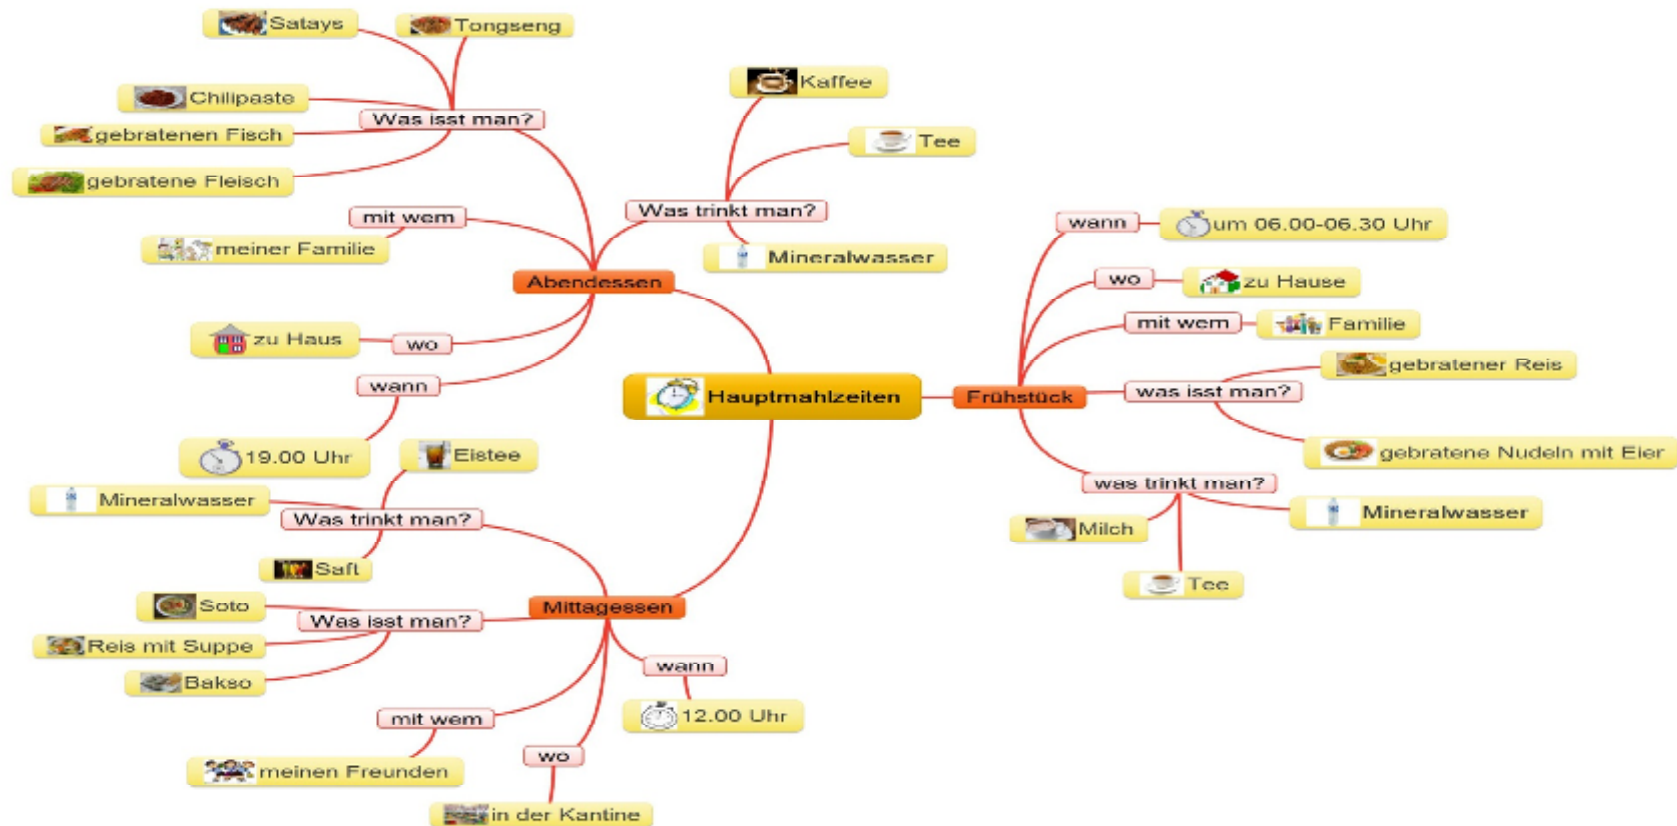 Satays
Tongseng
Chilipaste
gebratenen Fisch
gebratene Fleisch
Was isst man?
mit wem
meiner Familie
Kaffee
Tee
Was trinkt man?
Mineralwasser
Abendessen
zu Haus
wo
wann
19.00 Uhr
Hauptmahlzeiten
Frühstück
wann
um 06.00-06.30 Uhr
wo
zu Hause
mit wem
Familie
was isst man?
gebratener Reis
gebratene Nudeln mit Eier
was trinkt man?
Mineralwasser
Milch
Tee
Eistee
Mineralwasser
Was trinkt man?
Saft
Mittagessen
Soto
Was isst man?
Reis mit Suppe
Bakso
wann
12.00 Uhr
mit wem
meinen Freunden
wo
in der Kantine